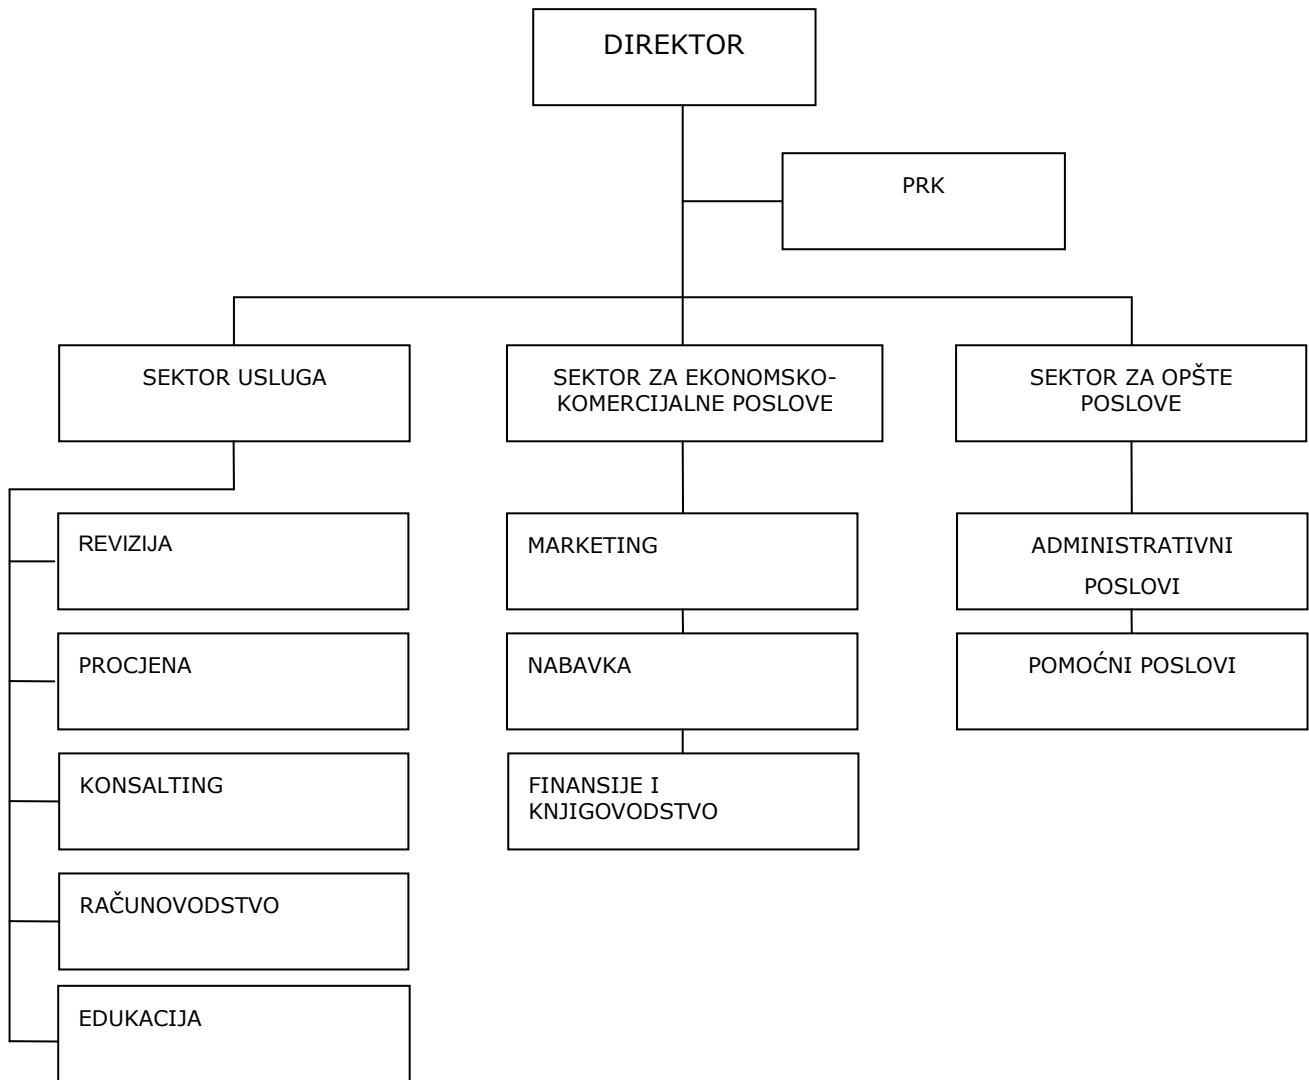 DIREKTOR
PRK
SEKTOR USLUGA
SEKTOR ZA EKONOMSKO-
KOMERCIJALNE POSLOVE
SEKTOR ZA OPŠTE
POSLOVE
REVIZIJA
MARKETING
ADMINISTRATIVNI
POSLOVI
PROCJENA
NABAVKA
POMOĆNI POSLOVI
KONSALTING
FINANSIJE I
KNJIGOVODSTVO
RAČUNOVODSTVO
EDUKACIJA